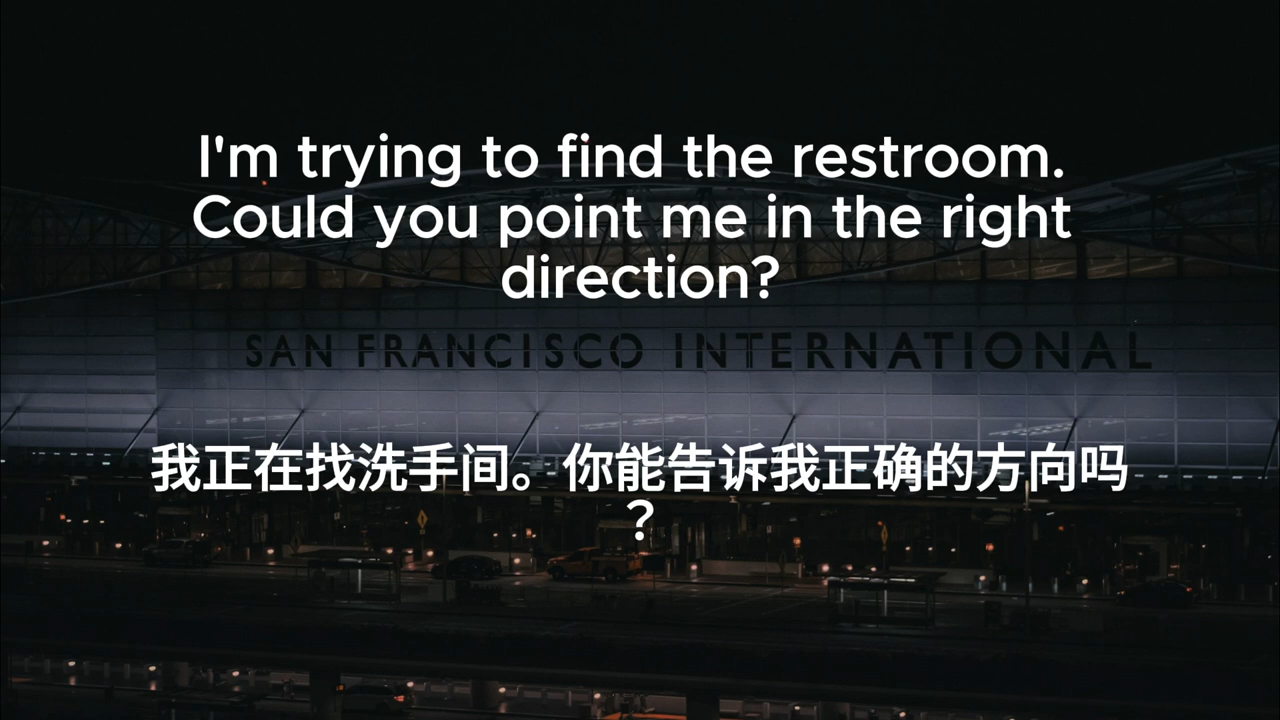 I'm trying to find the restroom.
Could you point me in the right
direction?
SAN FRANCISCO INTERNATIONAL
我正在找洗手间。你能告诉我正确的方向吗
？